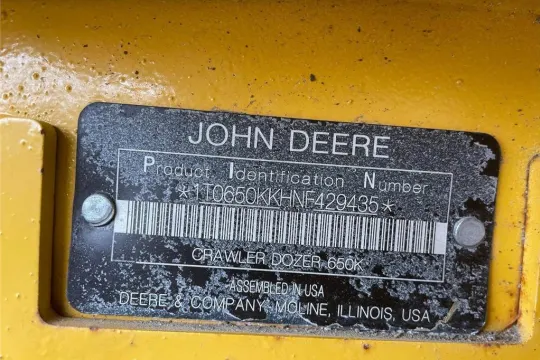 JOHN DEERE
Product Identification Number
*1T0650KKHNF429435*
CRAWLER DOZER 650K
ASSEMBLED IN USA
DEERE & COMPANY, MOLINE, ILLINOIS, USA